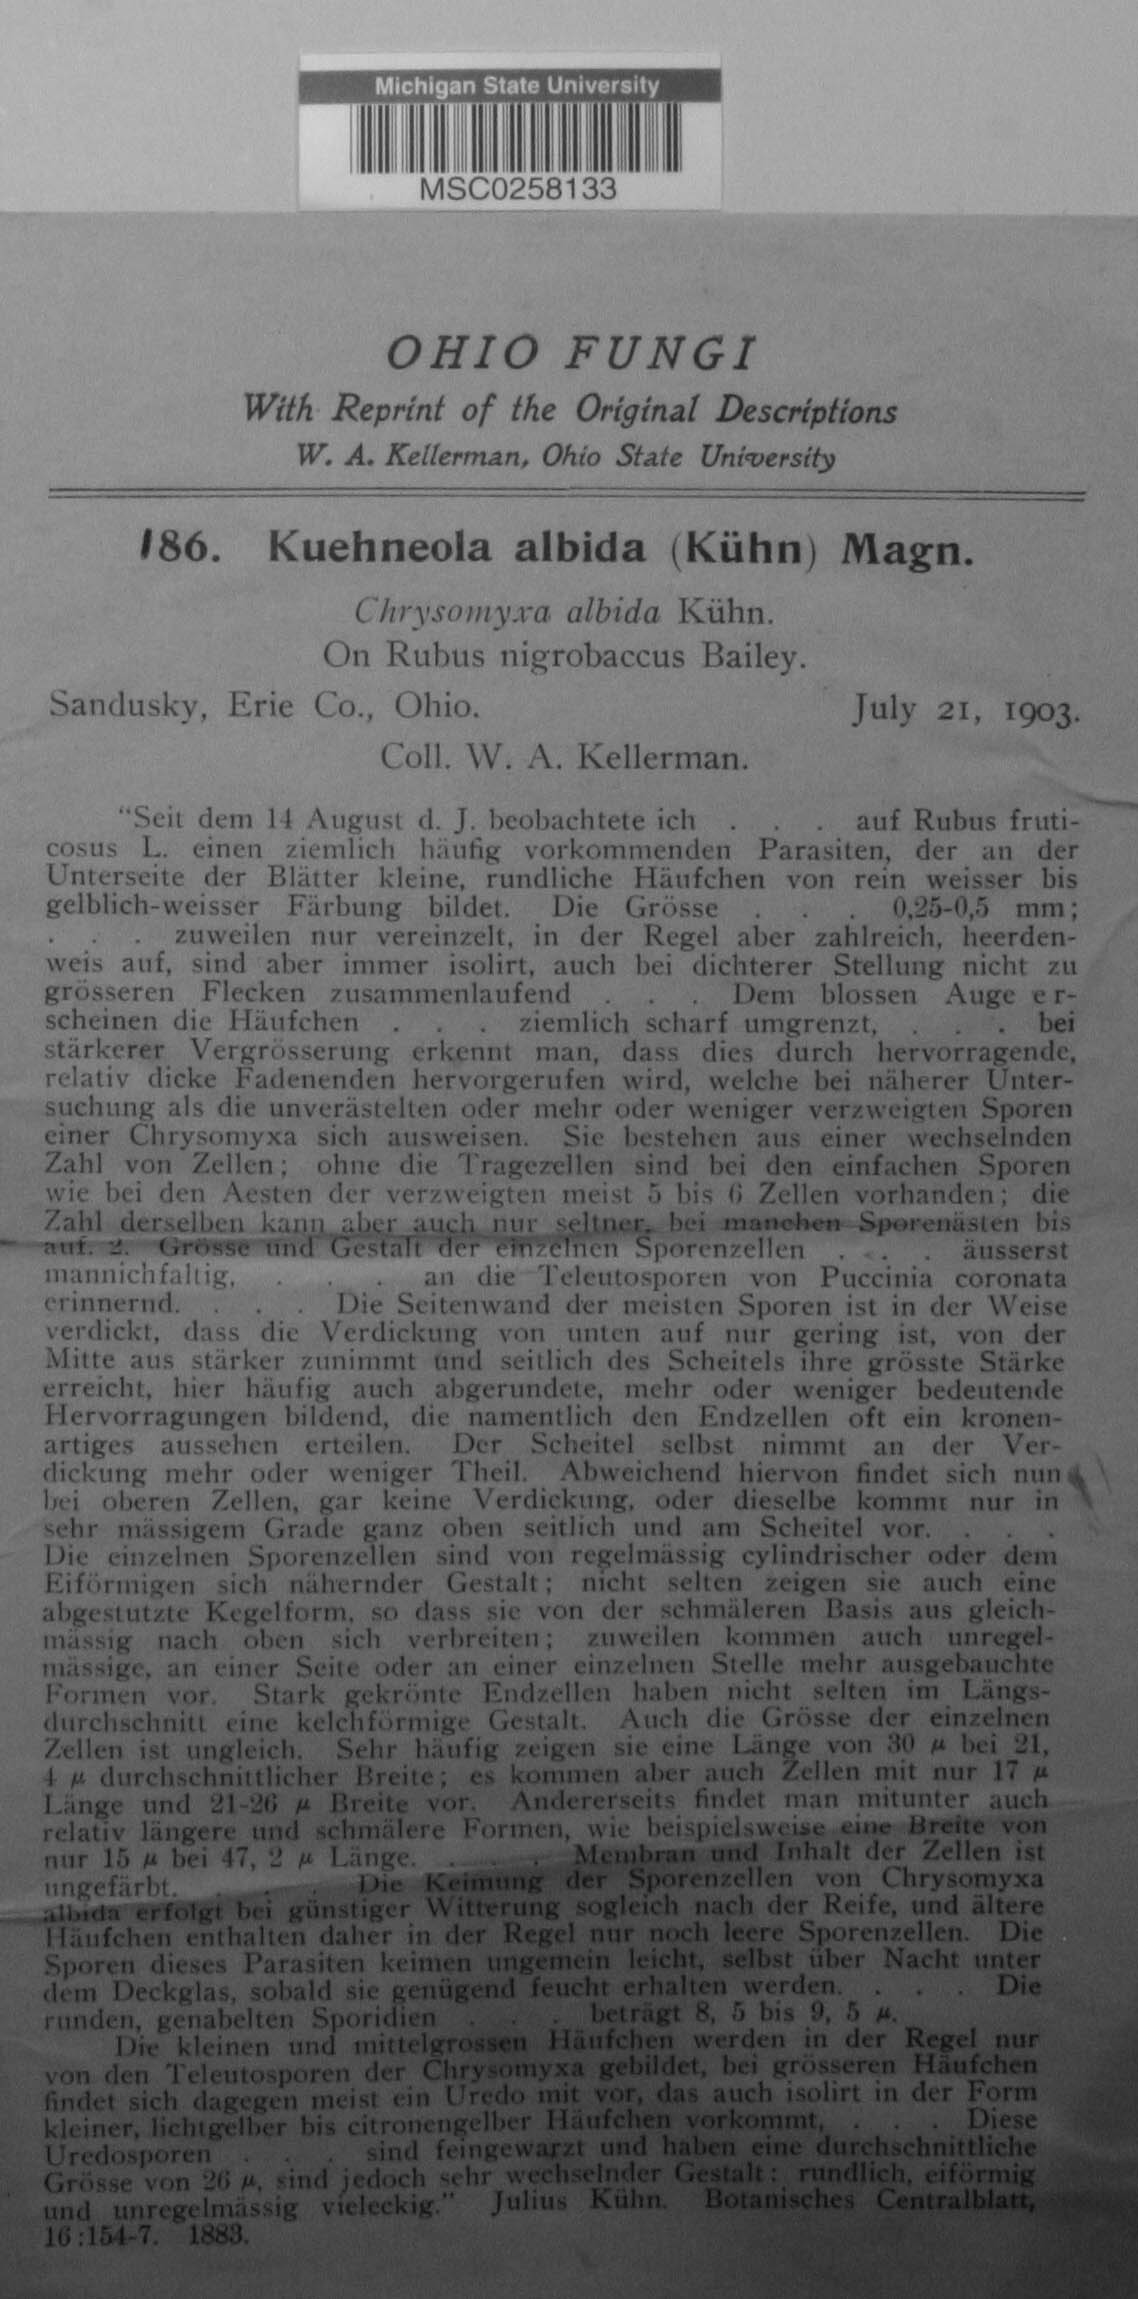 Michigan State University
MSC0258133
OHIO FUNGI
With Reprint of the Original Descriptions
W. A. Kellerman, Ohio State University
186. Kuehneola albida (Kühn) Magn.
Chrysomyxa albida Kühn.
On Rubus nigrobaccus Bailey.
Sandusky, Erie Co., Ohio. July 21, 1903.
Coll. W. A. Kellerman.
"Seit dem 14 August d. J. beobachtete ich . . . auf Rubus fruti-
cosus L. einen ziemlich häufig vorkommenden Parasiten, der an der
Unterseite der Blätter kleine, rundliche Häufchen von rein weisser bis
gelblich-weisser Färbung bildet. Die Grösse . . . 0,25-0,5 mm;
. . . zuweilen nur vereinzelt, in der Regel aber zahlreich, heerden-
weis auf, sind aber immer isolirt, auch bei dichterer Stellung nicht zu
grösseren Flecken zusammenlaufend . . . Dem blossen Auge er-
scheinen die Häufchen . . . ziemlich scharf umgrenzt, . . . bei
stärkerer Vergrösserung erkennt man, dass dies durch hervorragende,
relativ dicke Fadenenden hervorgerufen wird, welche bei näherer Unter-
suchung als die unverästelten oder mehr oder weniger verzweigten Sporen
einer Chrysomyxa sich ausweisen. Sie bestehen aus einer wechselnden
Zahl von Zellen; ohne die Tragezellen sind bei den einfachen Sporen
wie bei den Aesten der verzweigten meist 5 bis 6 Zellen vorhanden; die
Zahl derselben kann aber auch nur seltner, bei manchen Sporenästen bis
auf. 2. Grösse und Gestalt der einzelnen Sporenzellen . . . äusserst
mannichfaltig, . . . an die Teleutosporen von Puccinia coronata
erinnernd. . . . Die Seitenwand der meisten Sporen ist in der Weise
verdickt, dass die Verdickung von unten auf nur gering ist, von der
Mitte aus stärker zunimmt und seitlich des Scheitels ihre grösste Stärke
erreicht, hier häufig auch abgerundete, mehr oder weniger bedeutende
Hervorragungen bildend, die namentlich den Endzellen oft ein kronen-
artiges aussehen erteilen. Der Scheitel selbst nimmt an der Ver-
dickung mehr oder weniger Theil. Abweichend hiervon findet sich nun
bei oberen Zellen, gar keine Verdickung, oder dieselbe kommt nur in
sehr mässigem Grade ganz oben seitlich und am Scheitel vor. . . .
Die einzelnen Sporenzellen sind von regelmässig cylindrischer oder dem
Eiförmigen sich nähernder Gestalt; nicht selten zeigen sie auch eine
abgestutzte Kegelform, so dass sie von der schmäleren Basis aus gleich-
mässig nach oben sich verbreiten; zuweilen kommen auch unregel-
mässige, an einer Seite oder an einer einzelnen Stelle mehr ausgebauchte
Formen vor. Stark gekrönte Endzellen haben nicht selten im Längs-
durchschnitt eine kelchförmige Gestalt. Auch die Grösse der einzelnen
Zellen ist ungleich. Sehr häufig zeigen sie eine Länge von 30 μ bei 21,
4 μ durchschnittlicher Breite; es kommen aber auch Zellen mit nur 17 μ
Länge und 21-26 μ Breite vor. Andererseits findet man mitunter auch
relativ längere und schmälere Formen, wie beispielsweise eine Breite von
nur 15 μ bei 47, 2 μ Länge. . . . Membran und Inhalt der Zellen ist
ungefärbt. . . . Die Keimung der Sporenzellen von Chrysomyxa
albida erfolgt bei günstiger Witterung sogleich nach der Reife, und ältere
Häufchen enthalten daher in der Regel nur noch leere Sporenzellen. Die
Sporen dieses Parasiten keimen ungemein leicht, selbst über Nacht unter
dem Deckglas, sobald sie genügend feucht erhalten werden. . . . Die
runden, genabelten Sporidien . . . beträgt 8, 5 bis 9, 5 μ.
Die kleinen und mittelgrossen Häufchen werden in der Regel nur
von den Teleutosporen der Chrysomyxa gebildet, bei grösseren Häufchen
findet sich dagegen meist ein Uredo mit vor, das auch isolirt in der Form
kleiner, lichtgelber bis citronengelber Häufchen vorkommt, . . . Diese
Uredosporen . . . sind feingewarzt und haben eine durchschnittliche
Grösse von 26 μ, sind jedoch sehr wechselnder Gestalt: rundlich, eiförmig
und unregelmässig vieleckig." Julius Kühn. Botanisches Centralblatt,
16:154-7. 1883.